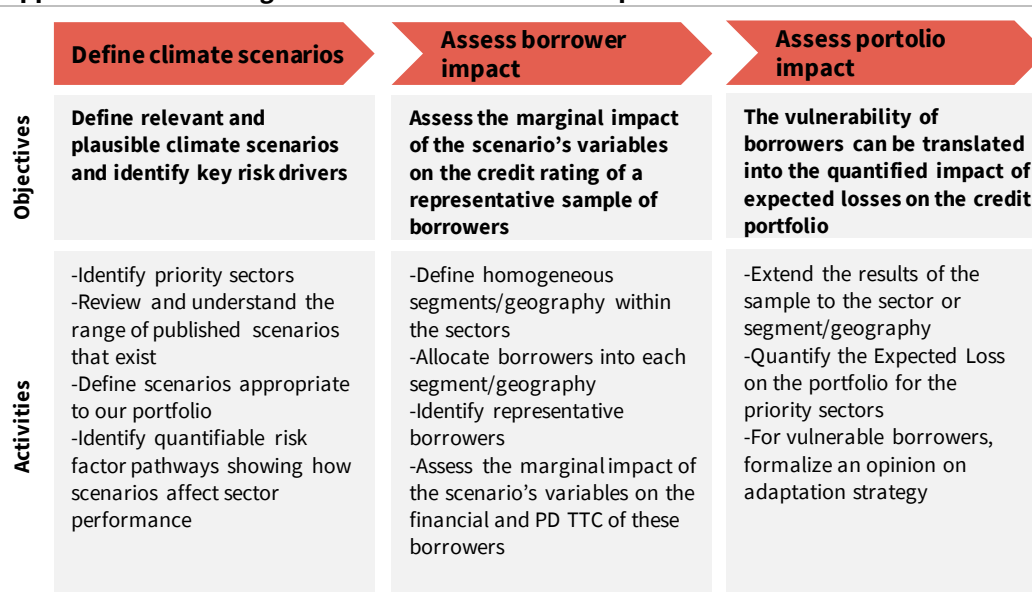 Define climate scenarios
Assess borrower
impact
Assess portolio
impact
Objectives
Define relevant and
plausible climate scenarios
and identify key risk drivers
Assess the marginal impact
of the scenario's variables
on the credit rating of a
representative sample of
borrowers
The vulnerability of
borrowers can be translated
into the quantified impact of
expected losses on the credit
portfolio
Activities
-Identify priority sectors
-Review and understand the
range of published scenarios
that exist
-Define scenarios appropriate
to our portfolio
-Identify quantifiable risk
factor pathways showing how
scenarios affect sector
performance
-Define homogeneous
segments/geography within
the sectors
-Allocate borrowers into each
segment/geography
-Identify representative
borrowers
-Assess the marginal impact of
the scenario's variables on the
financial and PD TTC of these
borrowers
-Extend the results of the
sample to the sector or
segment/geography
-Quantify the Expected Loss
on the portfolio for the
priority sectors
-For vulnerable borrowers,
formalize an opinion on
adaptation strategy